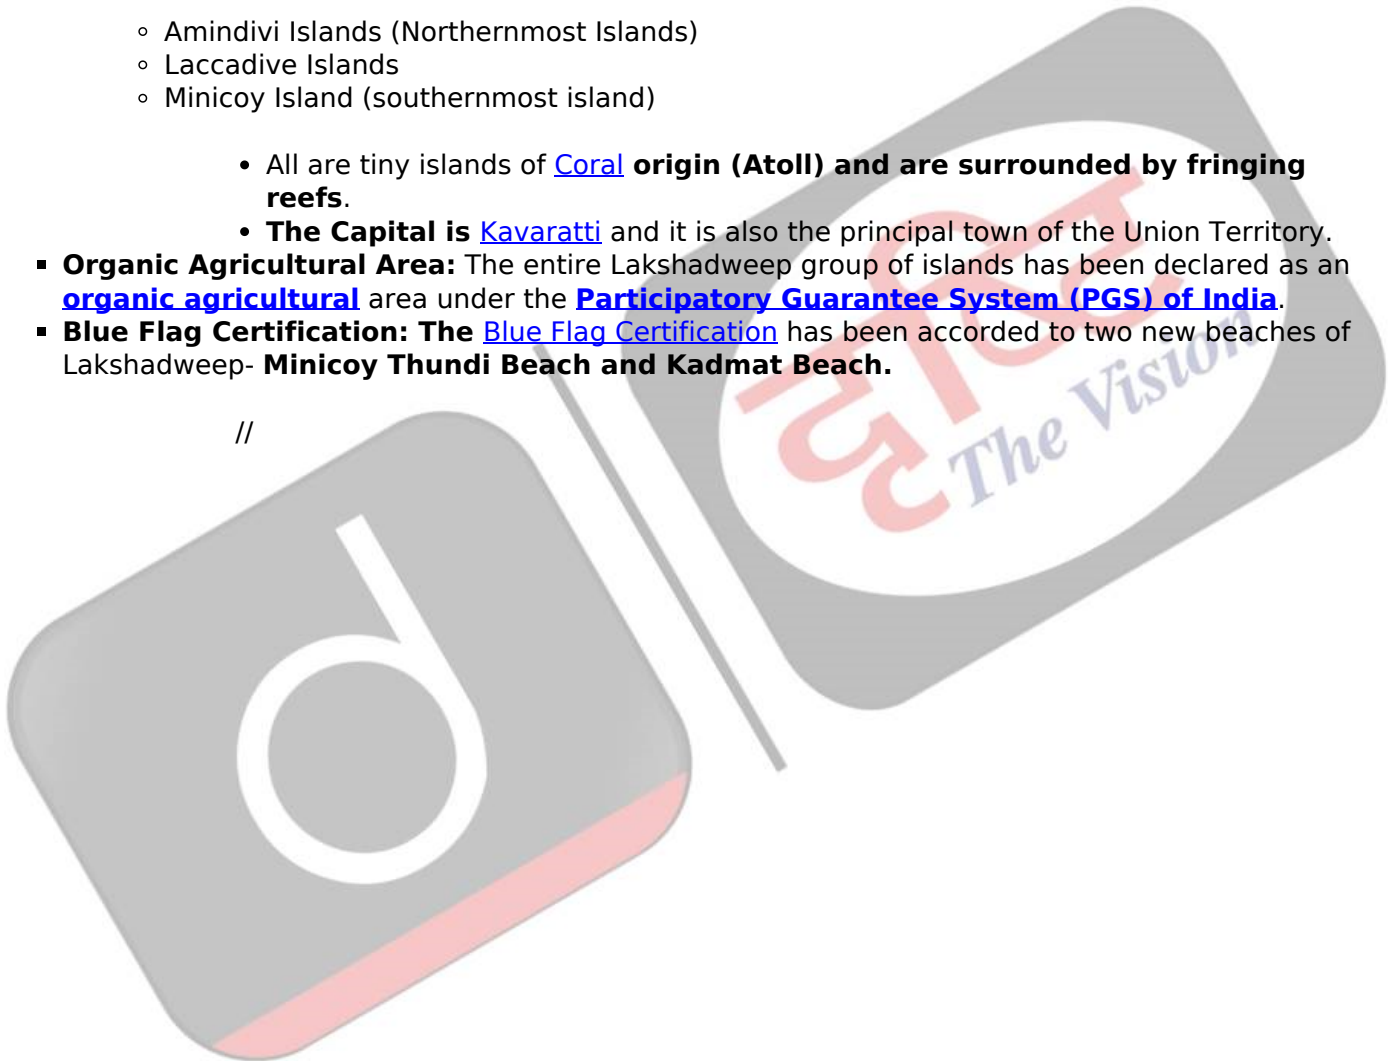 ◦ Amindivi Islands (Northernmost Islands)
◦ Laccadive Islands
◦ Minicoy Island (southernmost island)
• All are tiny islands of Coral origin (Atoll) and are surrounded by fringing
reefs.
• The Capital is Kavaratti and it is also the principal town of the Union Territory.
▪ Organic Agricultural Area: The entire Lakshadweep group of islands has been declared as an
organic agricultural area under the Participatory Guarantee System (PGS) of India.
▪ Blue Flag Certification: The Blue Flag Certification has been accorded to two new beaches of
Lakshadweep- Minicoy Thundi Beach and Kadmat Beach.
//
दृष्टि
The Vision
d